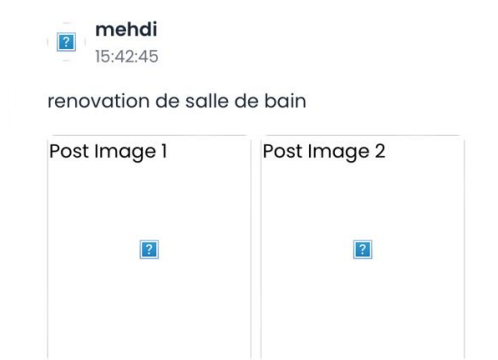 mehdi
15:42:45
renovation de salle de bain
Post Image 1 Post Image 2